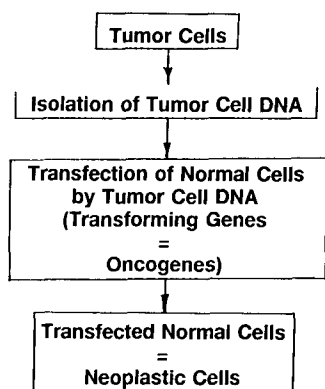 Tumor Cells
Isolation of Tumor Cell DNA
Transfection of Normal Cells
by Tumor Cell DNA
(Transforming Genes
=
Oncogenes)
Transfected Normal Cells
=
Neoplastic Cells